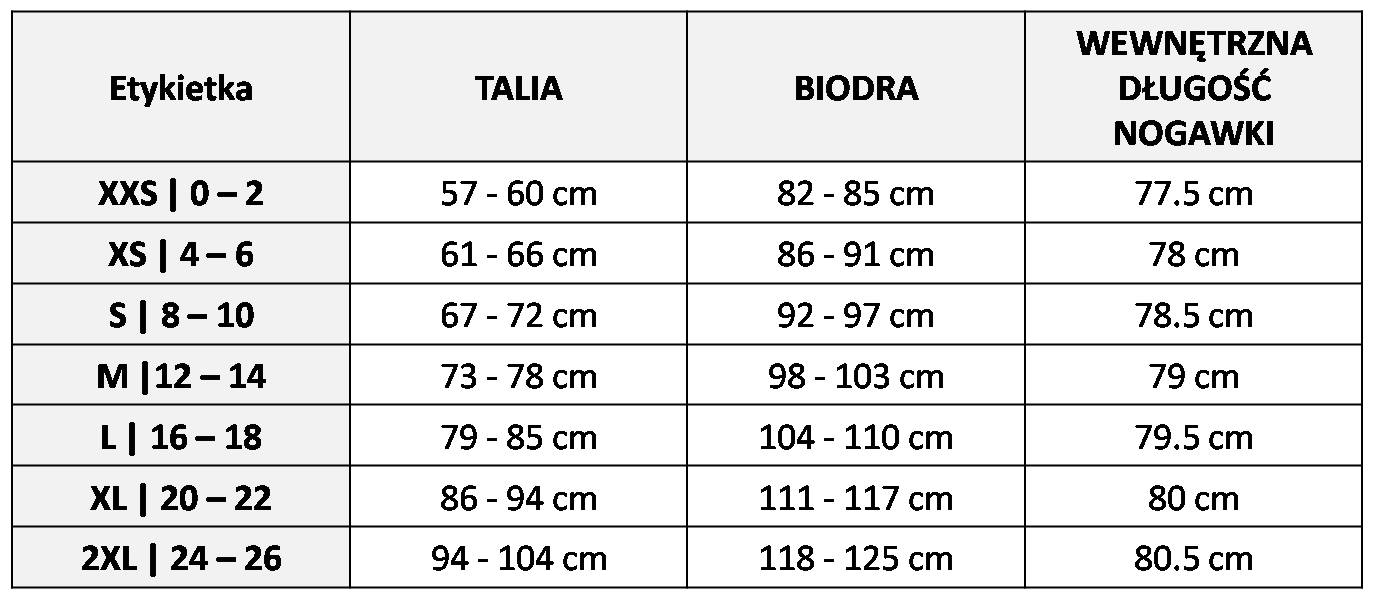 Etykietka TALIA BIODRA WEWNĘTRZNA DŁUGOŚĆ NOGAWKI
XXS | 0 – 2 57 - 60 cm 82 - 85 cm 77.5 cm
XS | 4 – 6 61 - 66 cm 86 - 91 cm 78 cm
S | 8 – 10 67 - 72 cm 92 - 97 cm 78.5 cm
M |12 – 14 73 - 78 cm 98 - 103 cm 79 cm
L | 16 – 18 79 - 85 cm 104 - 110 cm 79.5 cm
XL | 20 – 22 86 - 94 cm 111 - 117 cm 80 cm
2XL | 24 – 26 94 - 104 cm 118 - 125 cm 80.5 cm